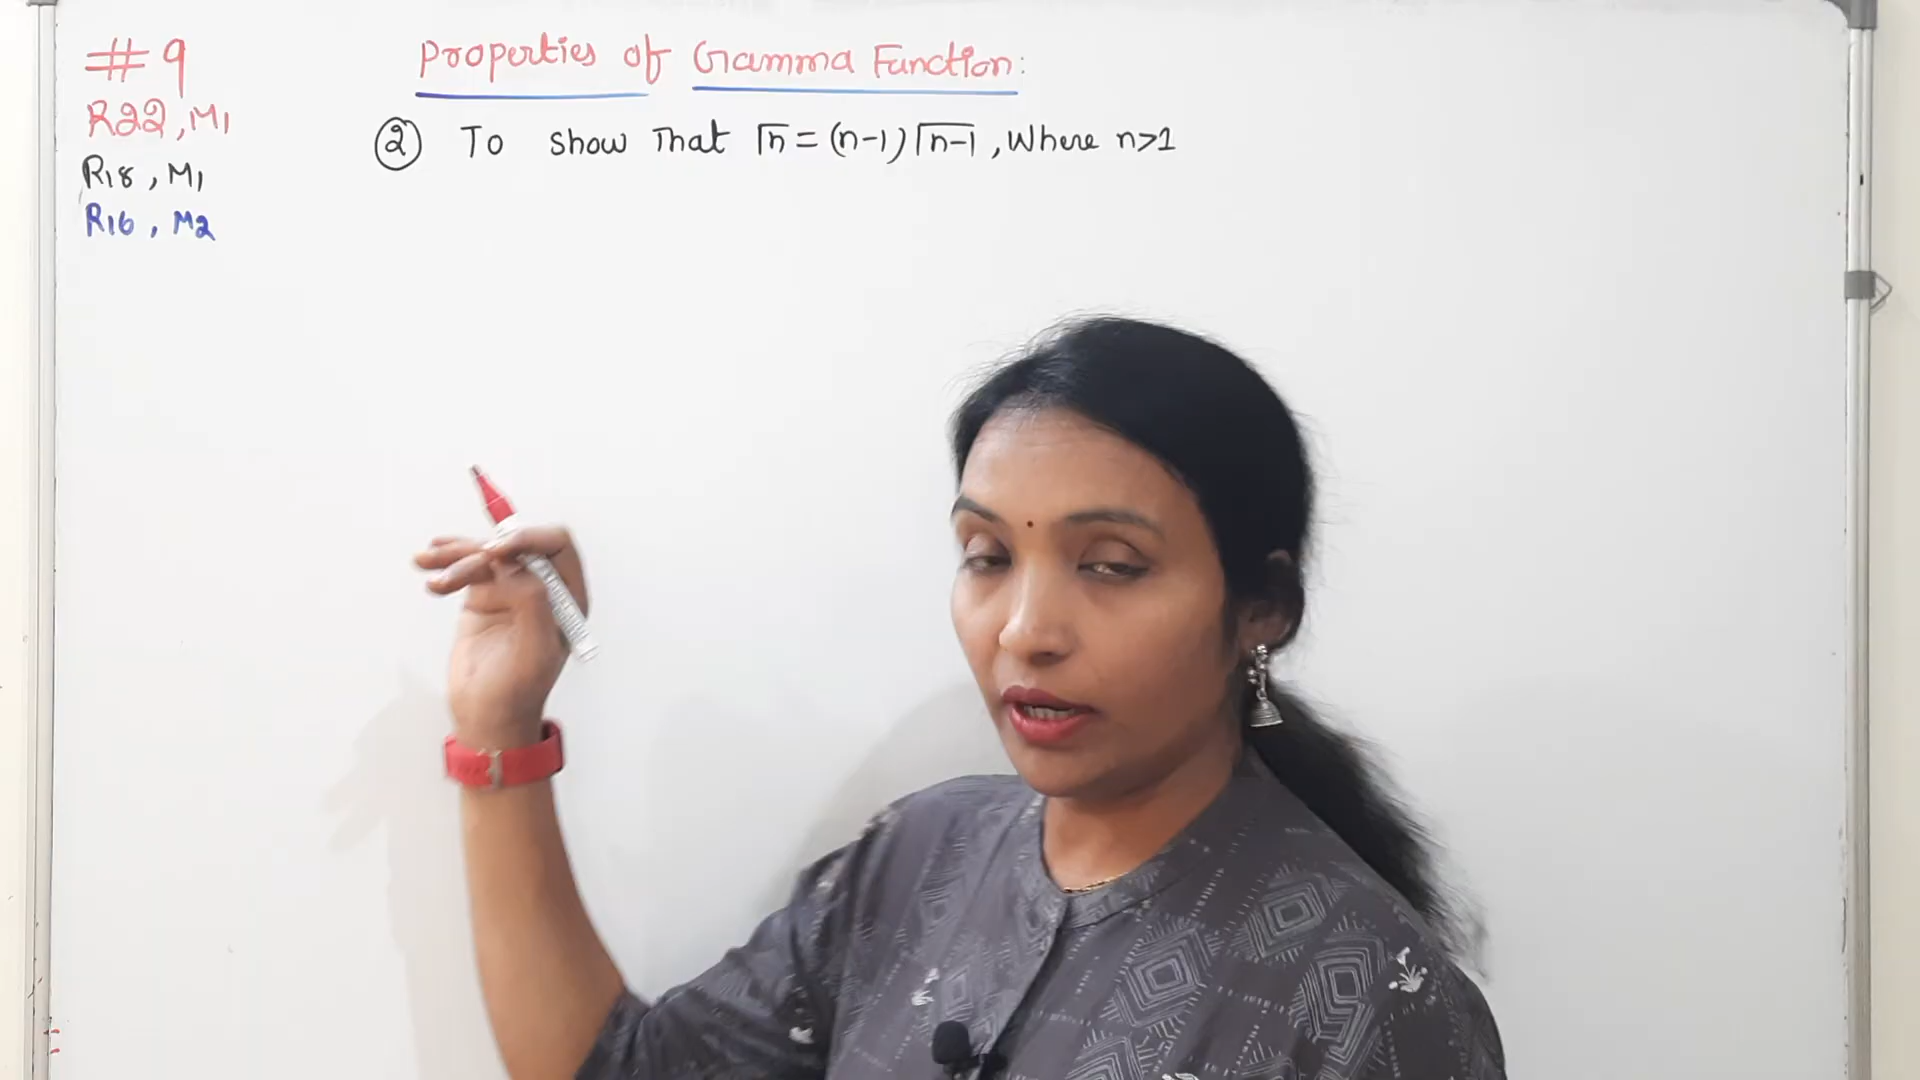 #9
Properties of Gamma Function:
R22, M1
② To show that Γn = (n-1) Γn-1, Where n>1
R18, M1
R16, M2